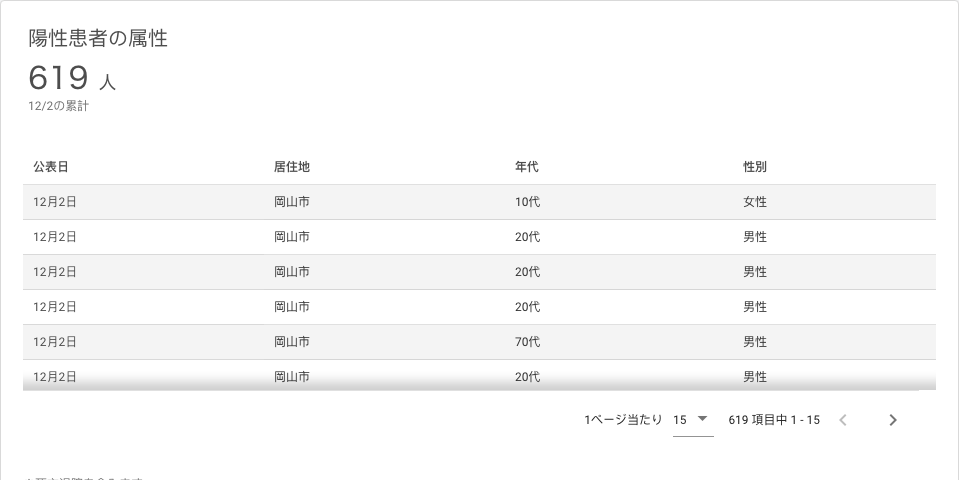 陽性患者の属性
619 人
12/2の累計
公表日 居住地 年代 性別
12月2日 岡山市 10代 女性
12月2日 岡山市 20代 男性
12月2日 岡山市 20代 男性
12月2日 岡山市 20代 男性
12月2日 岡山市 70代 男性
12月2日 岡山市 20代 男性
1ページ当たり 15 619 項目中 1 - 15